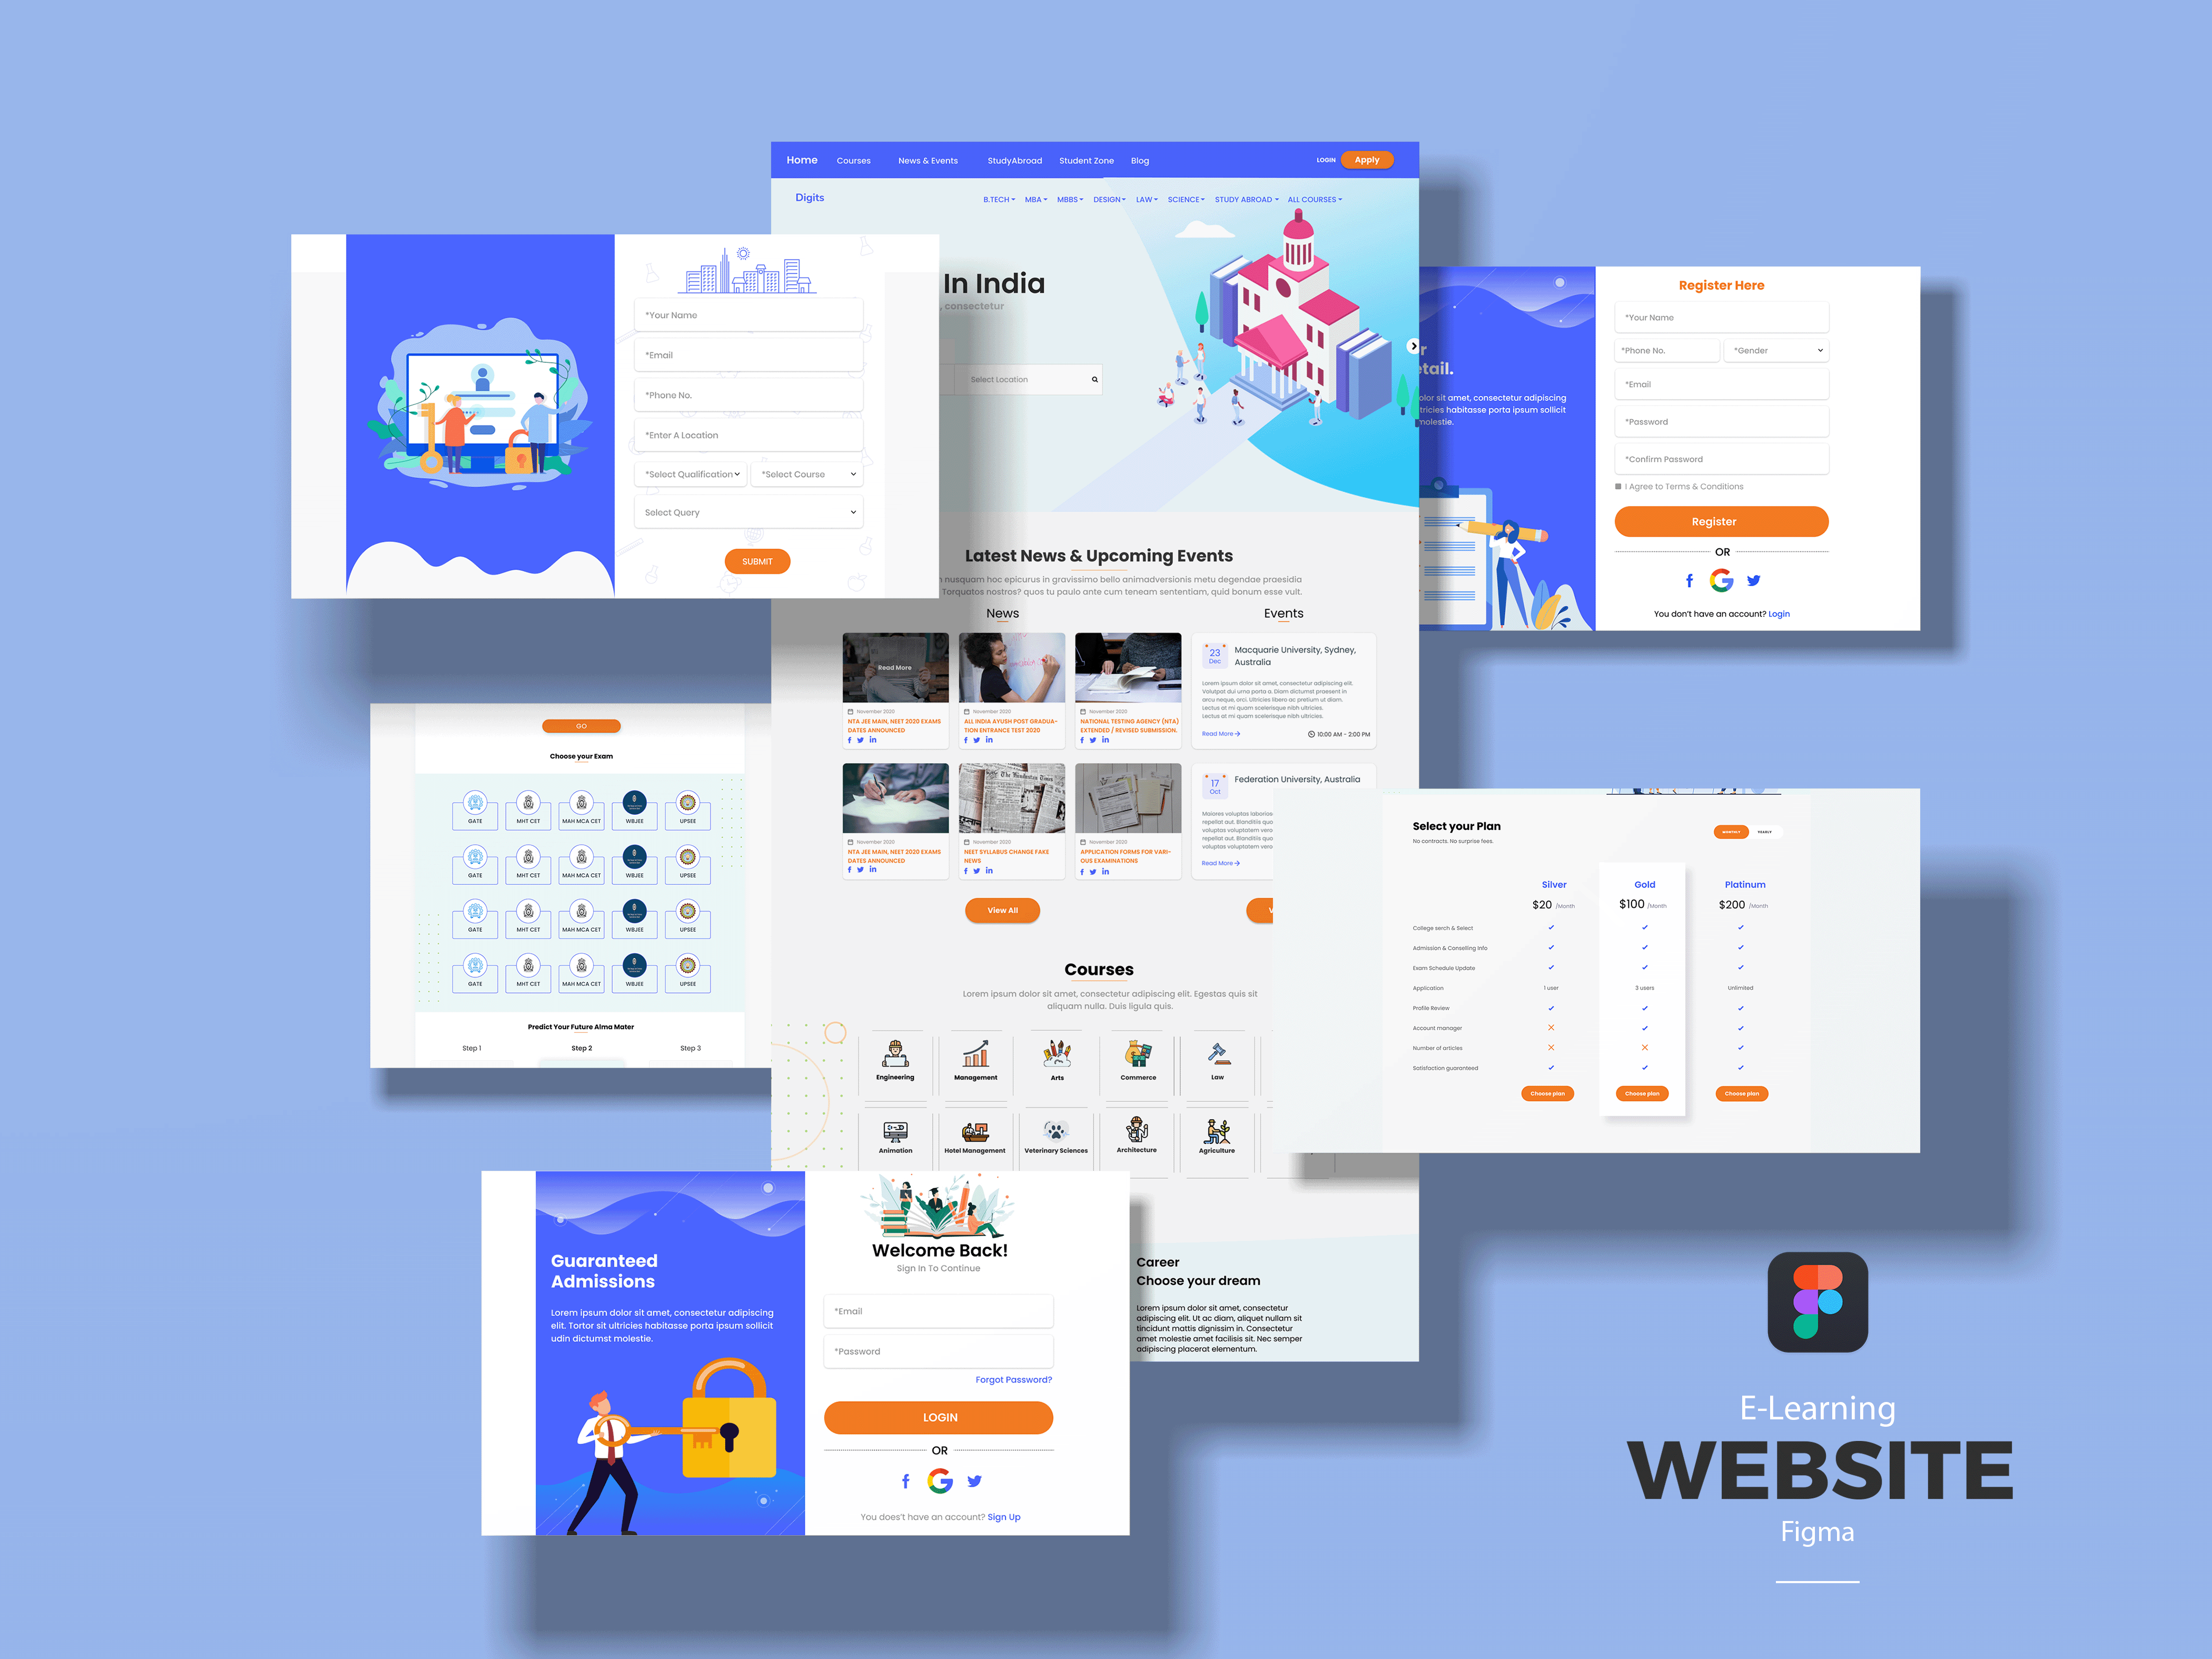 Home Courses News & Events StudyAbroad Student Zone Blog LOGIN Apply
Digits B.TECH MBA MBBS DESIGN LAW SCIENCE STUDY ABROAD ALL COURSES
In India
, consectetur
Select Location
*Your Name
*Email
*Phone No.
*Enter A Location
*Select Qualification *Select Course
Select Query
SUBMIT
Register Here
*Your Name
*Phone No. *Gender
*Email
*Password
*Confirm Password
I Agree to Terms & Conditions
Register
OR
You don't have an account? Login
etail.
olor sit amet, consectetur adipiscing
tricies habitasse porta ipsum sollicit
molestie.
Latest News & Upcoming Events
nusquam hoc epicurus in gravissimo bello animadversionis metu degendae praesidia
Torquatos nostros? quos tu paulo ante cum teneam sententiam, quid bonum esse vult.
News Events
Read More
November 2020
NTA JEE MAIN, NEET 2020 EXAMS
DATES ANNOUNCED
November 2020
ALL INDIA AYUSH POST GRADUA-
TION ENTRANCE TEST 2020
November 2020
NATIONAL TESTING AGENCY (NTA)
EXTENDED / REVISED SUBMISSION.
23
Dec
Macquarie University, Sydney,
Australia
Lorem ipsum dolor sit amet, consectetur adipiscing elit.
Volutpat dui urna porta a. Diam dictumst praesent in
arcu neque, orci. Ultricies libero ac pretium ut diam.
Lectus at mi quam scelerisque nibh ultricies.
Lectus at mi quam scelerisque nibh ultricies.
Read More 10:00 AM - 2:00 PM
November 2020
NTA JEE MAIN, NEET 2020 EXAMS
DATES ANNOUNCED
The Hindustan Times
November 2020
NEET SYLLABUS CHANGE FAKE
NEWS
November 2020
APPLICATION FORMS FOR VARI-
OUS EXAMINATIONS
17
Oct
Federation University, Australia
Maiores voluptas laboriose
repellat aut. Blanditiis quo
voluptas voluptatem vero
repellat aut. Blanditiis quo
voluptas voluptatem vero
Read More
View All
V
GO
Choose your Exam
GATE MHT CET MAH MCA CET WBJEE UPSEE
GATE MHT CET MAH MCA CET WBJEE UPSEE
GATE MHT CET MAH MCA CET WBJEE UPSEE
GATE MHT CET MAH MCA CET WBJEE UPSEE
Predict Your Future Alma Mater
Step 1 Step 2 Step 3
Select your Plan
No contracts. No surprise fees.
MONTHLY YEARLY
Silver Gold Platinum
$20 /Month $100 /Month $200 /Month
College serch & Select
Admission & Conselling Info
Exam Schedule Update
Application 1 user 3 users Unlimited
Profile Review
Account manager
Number of articles
Satisfaction guaranteed
Choose plan Choose plan Choose plan
Courses
Lorem ipsum dolor sit amet, consectetur adipiscing elit. Egestas quis sit
aliquam nulla. Duis ligula quis.
Engineering Management Arts Commerce Law
Animation Hotel Management Veterinary Sciences Architecture Agriculture
Guaranteed
Admissions
Lorem ipsum dolor sit amet, consectetur adipiscing
elit. Tortor sit ultricies habitasse porta ipsum sollicit
udin dictumst molestie.
Welcome Back!
Sign In To Continue
*Email
*Password
Forgot Password?
LOGIN
OR
You does't have an account? Sign Up
Career
Choose your dream
Lorem ipsum dolor sit amet, consectetur
adipiscing elit. Ut ac diam, aliquet nullam sit
tincidunt mattis dignissim in. Consectetur
amet molestie amet facilisis sit. Nec semper
adipiscing placerat elementum.
E-Learning
WEBSITE
Figma